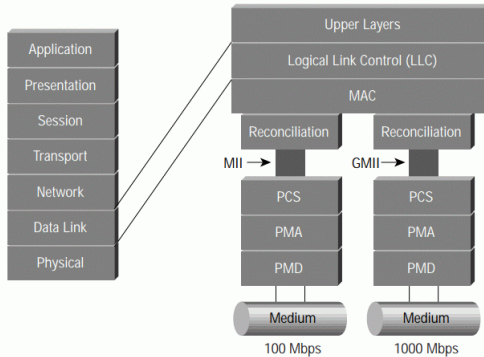 Application
Presentation
Session
Transport
Network
Data Link
Physical
Upper Layers
Logical Link Control (LLC)
MAC
Reconciliation
Reconciliation
MII
GMII
PCS
PCS
PMA
PMA
PMD
PMD
Medium
Medium
100 Mbps
1000 Mbps